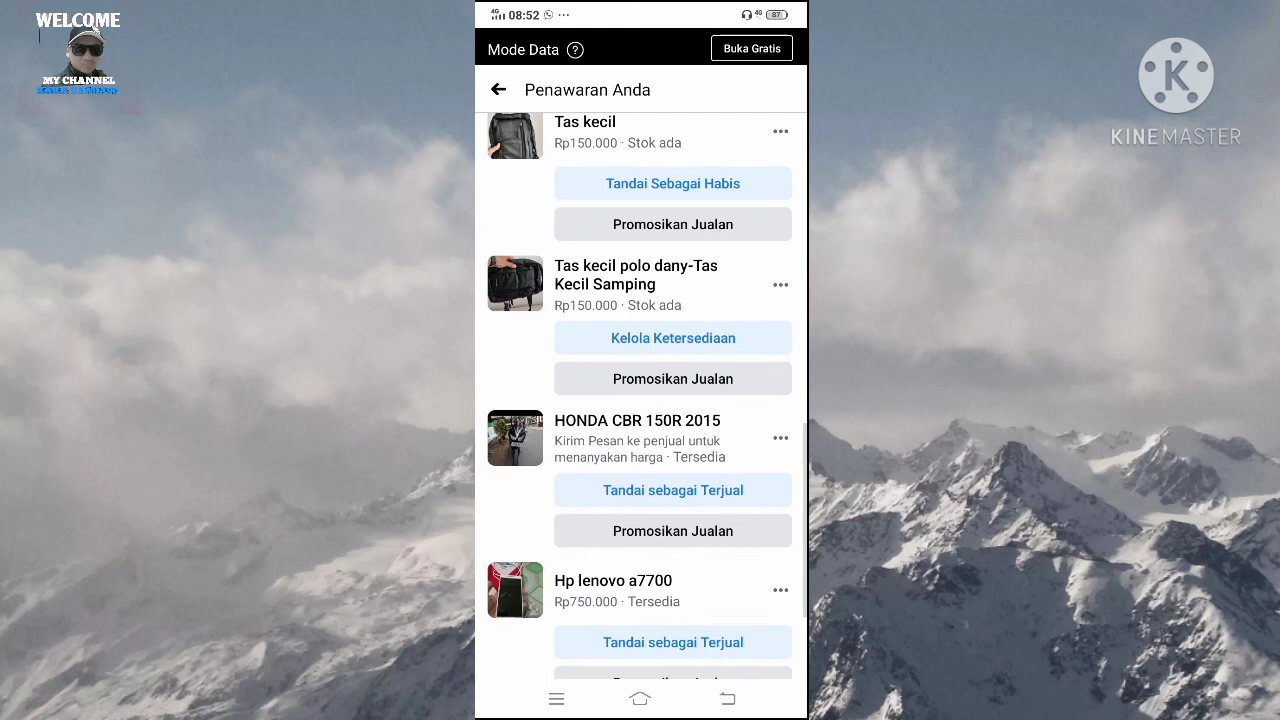 WELCOME
MY CHANNEL
4G 08:52 ···
4G 87
Mode Data ?
Buka Gratis
Penawaran Anda
Tas kecil
Rp150.000 · Stok ada
Tandai Sebagai Habis
Promosikan Jualan
Tas kecil polo dany-Tas
Kecil Samping
Rp150.000 · Stok ada
Kelola Ketersediaan
Promosikan Jualan
HONDA CBR 150R 2015
Kirim Pesan ke penjual untuk
menanyakan harga · Tersedia
Tandai sebagai Terjual
Promosikan Jualan
Hp lenovo a7700
Rp750.000 · Tersedia
Tandai sebagai Terjual
K
KINEMASTER